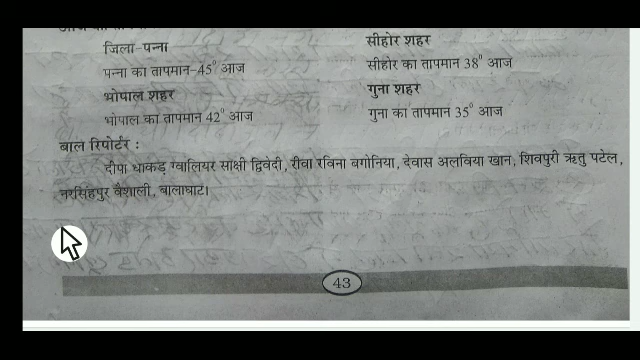 जिला-पन्ना
पन्ना का तापमान-45° आज
भोपाल शहर
भोपाल का तापमान 42° आज
सीहोर शहर
सीहोर का तापमान 38° आज
गुना शहर
गुना का तापमान 35° आज
बाल रिपोर्टर :
दीपा धाकड़ ग्वालियर साक्षी द्विवेदी, रीवा रविना बगोनिया, देवास अलविया खान, शिवपुरी ऋतु पटेल,
नरसिंहपुर वैशाली, बालाघाट।
43